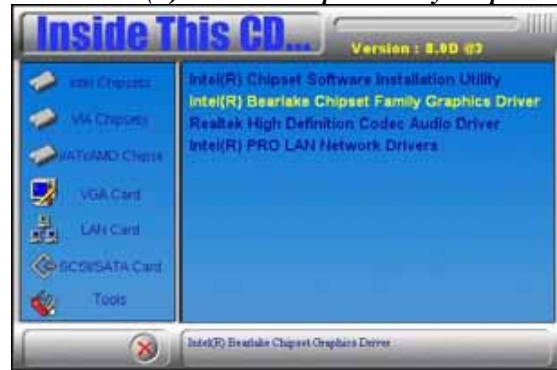 Inside This CD...
Version : 8.0D @3
Intel Chipsets
VIA Chipsets
VGA Card
LAN Card
SCSI/SATA Card
Tools
Intel(R) Chipset Software Installation Utility
Intel(R) Bearlake Chipset Family Graphics Driver
Realtek High Definition Codec Audio Driver
Intel(R) PRO LAN Network Drivers
Intel(R) Bearlake Chipset Graphics Driver